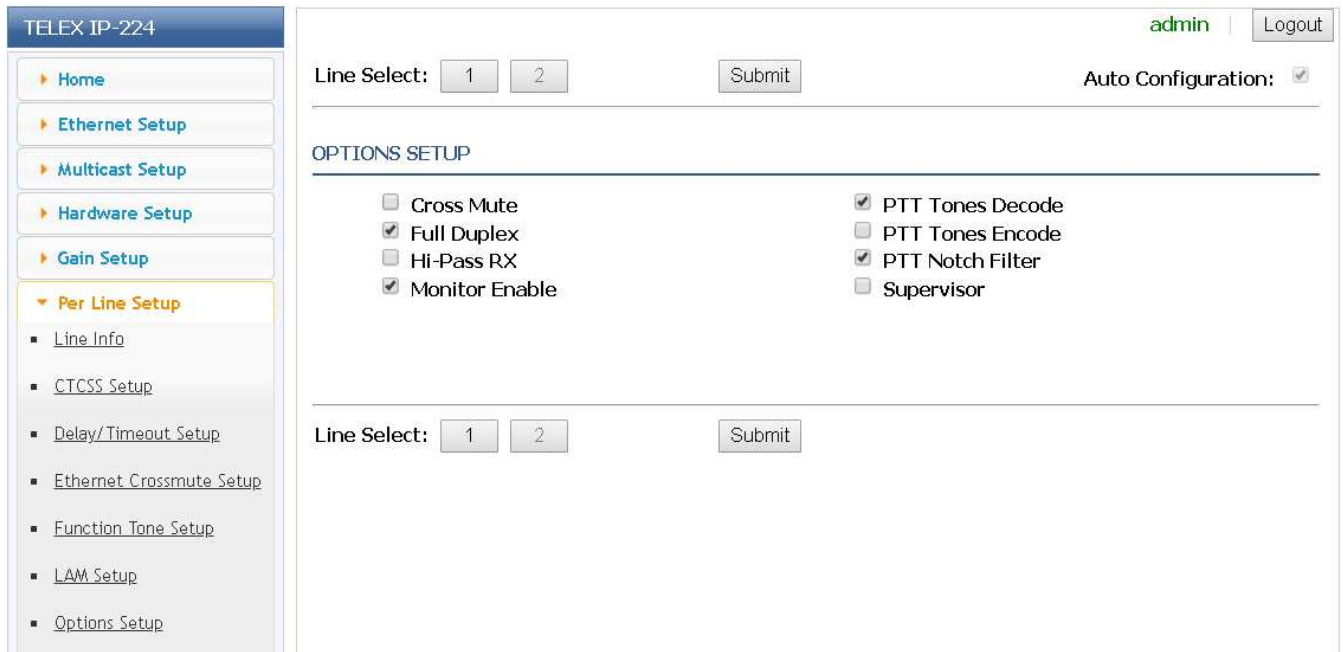 TELEX IP-224
admin
Logout
Home
Ethernet Setup
Multicast Setup
Hardware Setup
Gain Setup
Per Line Setup
Line Info
CTCSS Setup
Delay/Timeout Setup
Ethernet Crossmute Setup
Function Tone Setup
LAM Setup
Options Setup
Line Select: 1 2 Submit Auto Configuration:
OPTIONS SETUP
Cross Mute
Full Duplex
Hi-Pass RX
Monitor Enable
PTT Tones Decode
PTT Tones Encode
PTT Notch Filter
Supervisor
Line Select: 1 2 Submit